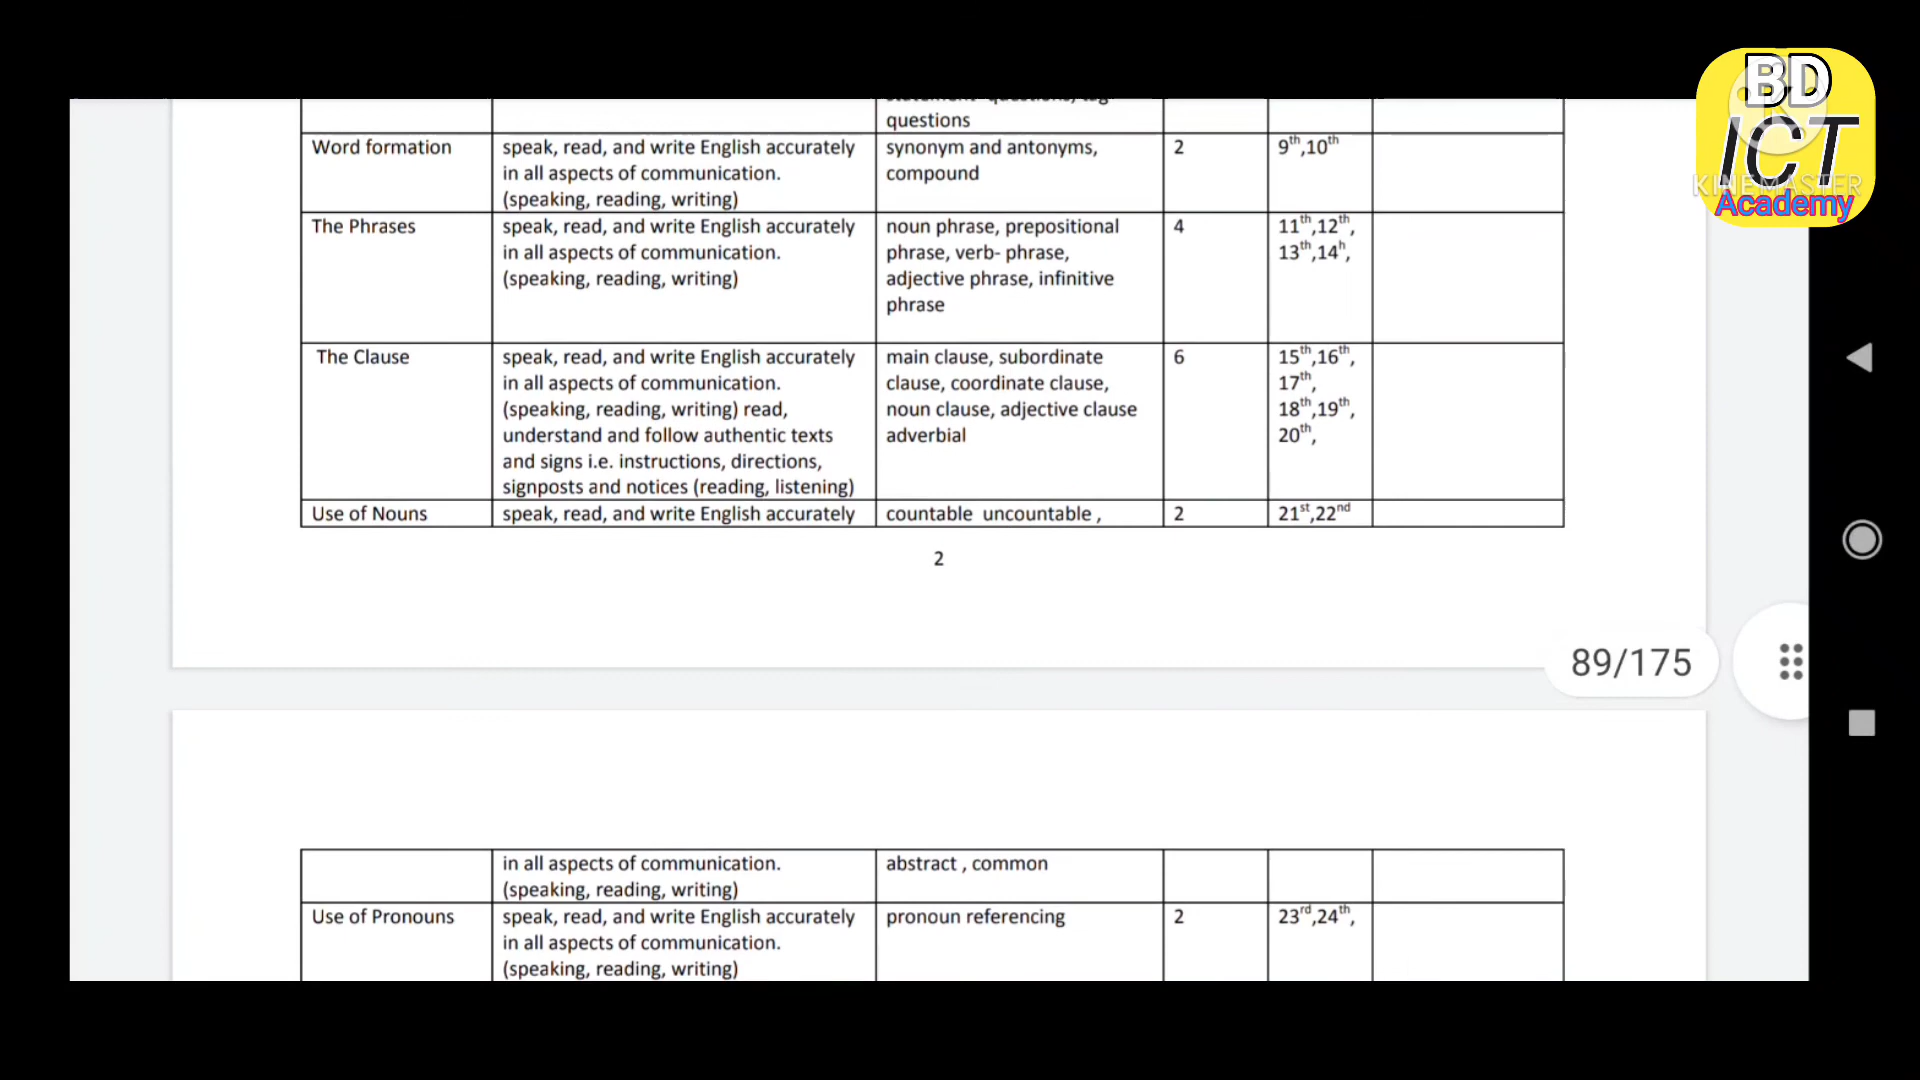 questions
Word formation
speak, read, and write English accurately
in all aspects of communication.
(speaking, reading, writing)
synonym and antonyms,
compound
2
9th,10th
The Phrases
speak, read, and write English accurately
in all aspects of communication.
(speaking, reading, writing)
noun phrase, prepositional
phrase, verb- phrase,
adjective phrase, infinitive
phrase
4
11th,12th,
13th,14h,
The Clause
speak, read, and write English accurately
in all aspects of communication.
(speaking, reading, writing) read,
understand and follow authentic texts
and signs i.e. instructions, directions,
signposts and notices (reading, listening)
main clause, subordinate
clause, coordinate clause,
noun clause, adjective clause
adverbial
6
15th,16th,
17th,
18th,19th,
20th,
Use of Nouns
speak, read, and write English accurately
countable  uncountable ,
2
21st,22nd
2
89/175
in all aspects of communication.
(speaking, reading, writing)
abstract , common
Use of Pronouns
speak, read, and write English accurately
in all aspects of communication.
(speaking, reading, writing)
pronoun referencing
2
23rd,24th,
BD
ICT
KINEMASTER
Academy